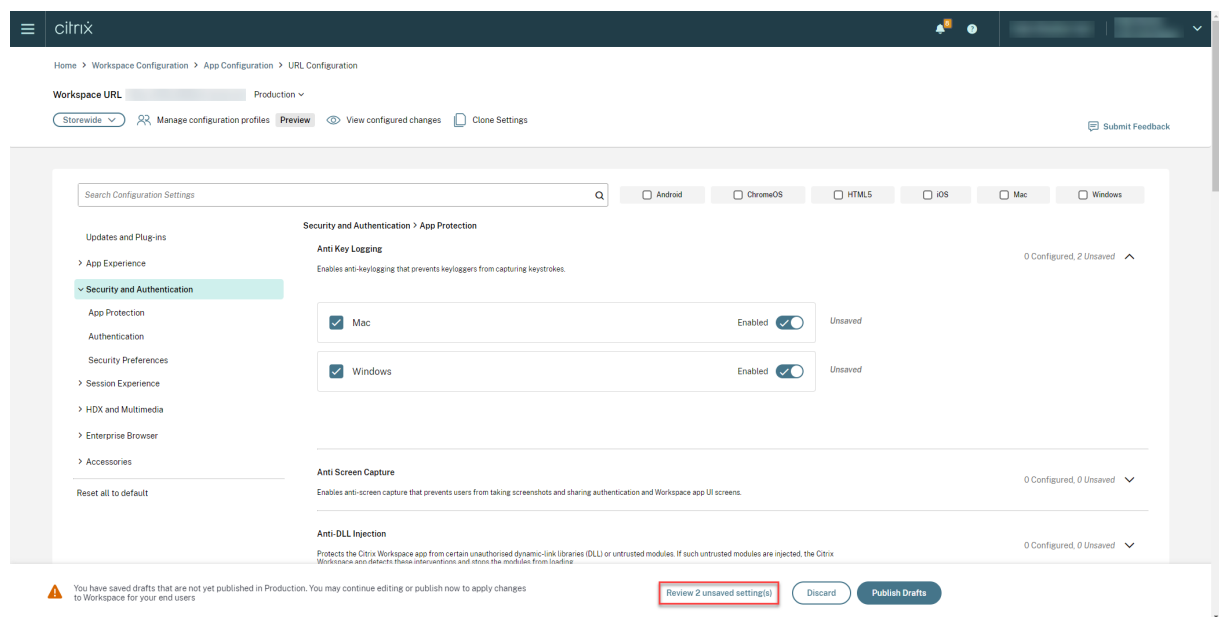 citrix
8
?
Home > Workspace Configuration > App Configuration > URL Configuration
Workspace URL Production
Storewide Manage configuration profiles Preview View configured changes Clone Settings
Submit Feedback
Search Configuration Settings
Android ChromeOS HTML5 iOS Mac Windows
Updates and Plug-ins
> App Experience
Security and Authentication
App Protection
Authentication
Security Preferences
> Session Experience
> HDX and Multimedia
> Enterprise Browser
> Accessories
Reset all to default
Security and Authentication > App Protection
Anti Key Logging
0 Configured, 2 Unsaved
Enables anti-keylogging that prevents keyloggers from capturing keystrokes.
Mac Enabled Unsaved
Windows Enabled Unsaved
Anti Screen Capture
0 Configured, 0 Unsaved
Enables anti-screen capture that prevents users from taking screenshots and sharing authentication and Workspace app UI screens.
Anti-DLL Injection
0 Configured, 0 Unsaved
Protects the Citrix Workspace app from certain unauthorised dynamic-link libraries (DLL) or untrusted modules. If such untrusted modules are injected, the Citrix
Workspace app detects these interventions and stops the modules from loading.
You have saved drafts that are not yet published in Production. You may continue editing or publish now to apply changes
to Workspace for your end users
Review 2 unsaved setting(s) Discard Publish Drafts